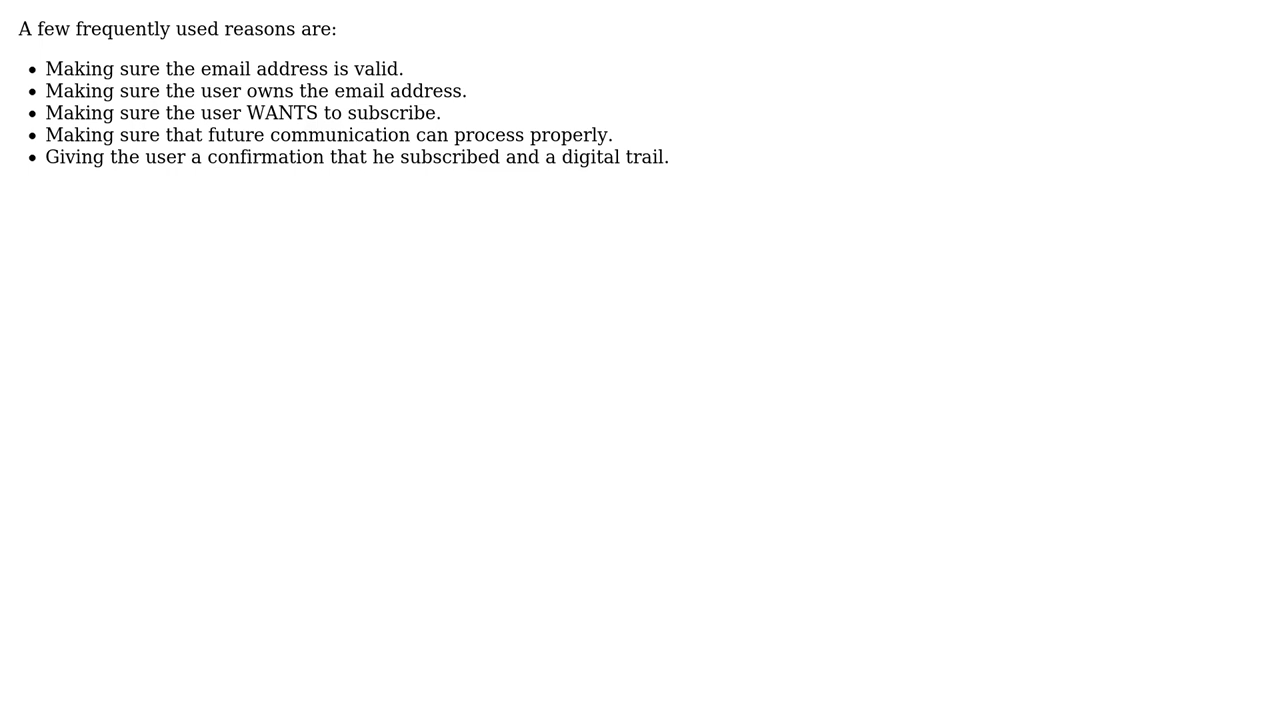 A few frequently used reasons are:
• Making sure the email address is valid.
• Making sure the user owns the email address.
• Making sure the user WANTS to subscribe.
• Making sure that future communication can process properly.
• Giving the user a confirmation that he subscribed and a digital trail.